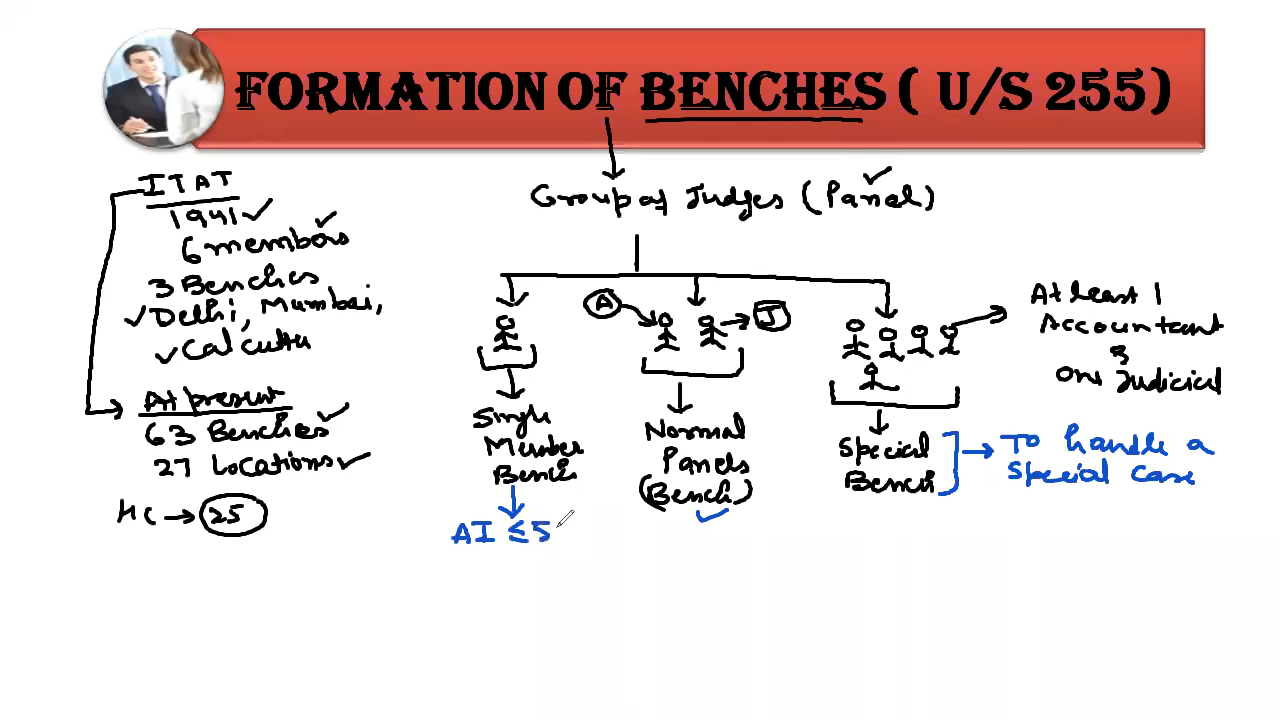 FORMATION OF BENCHES ( U/S 255)
ITAT
1941
6 members
3 Benches
Delhi, Mumbai,
Calcutta
At present
63 Benches
27 Locations
HC → 25
Group of Judges (Panel)
A
J
Single
Member
Bench
AI ≤ 5
Normal
Panels
(Bench)
Special
Bench
At least 1
Accountant
&
One Judicial
To handle a
Special case